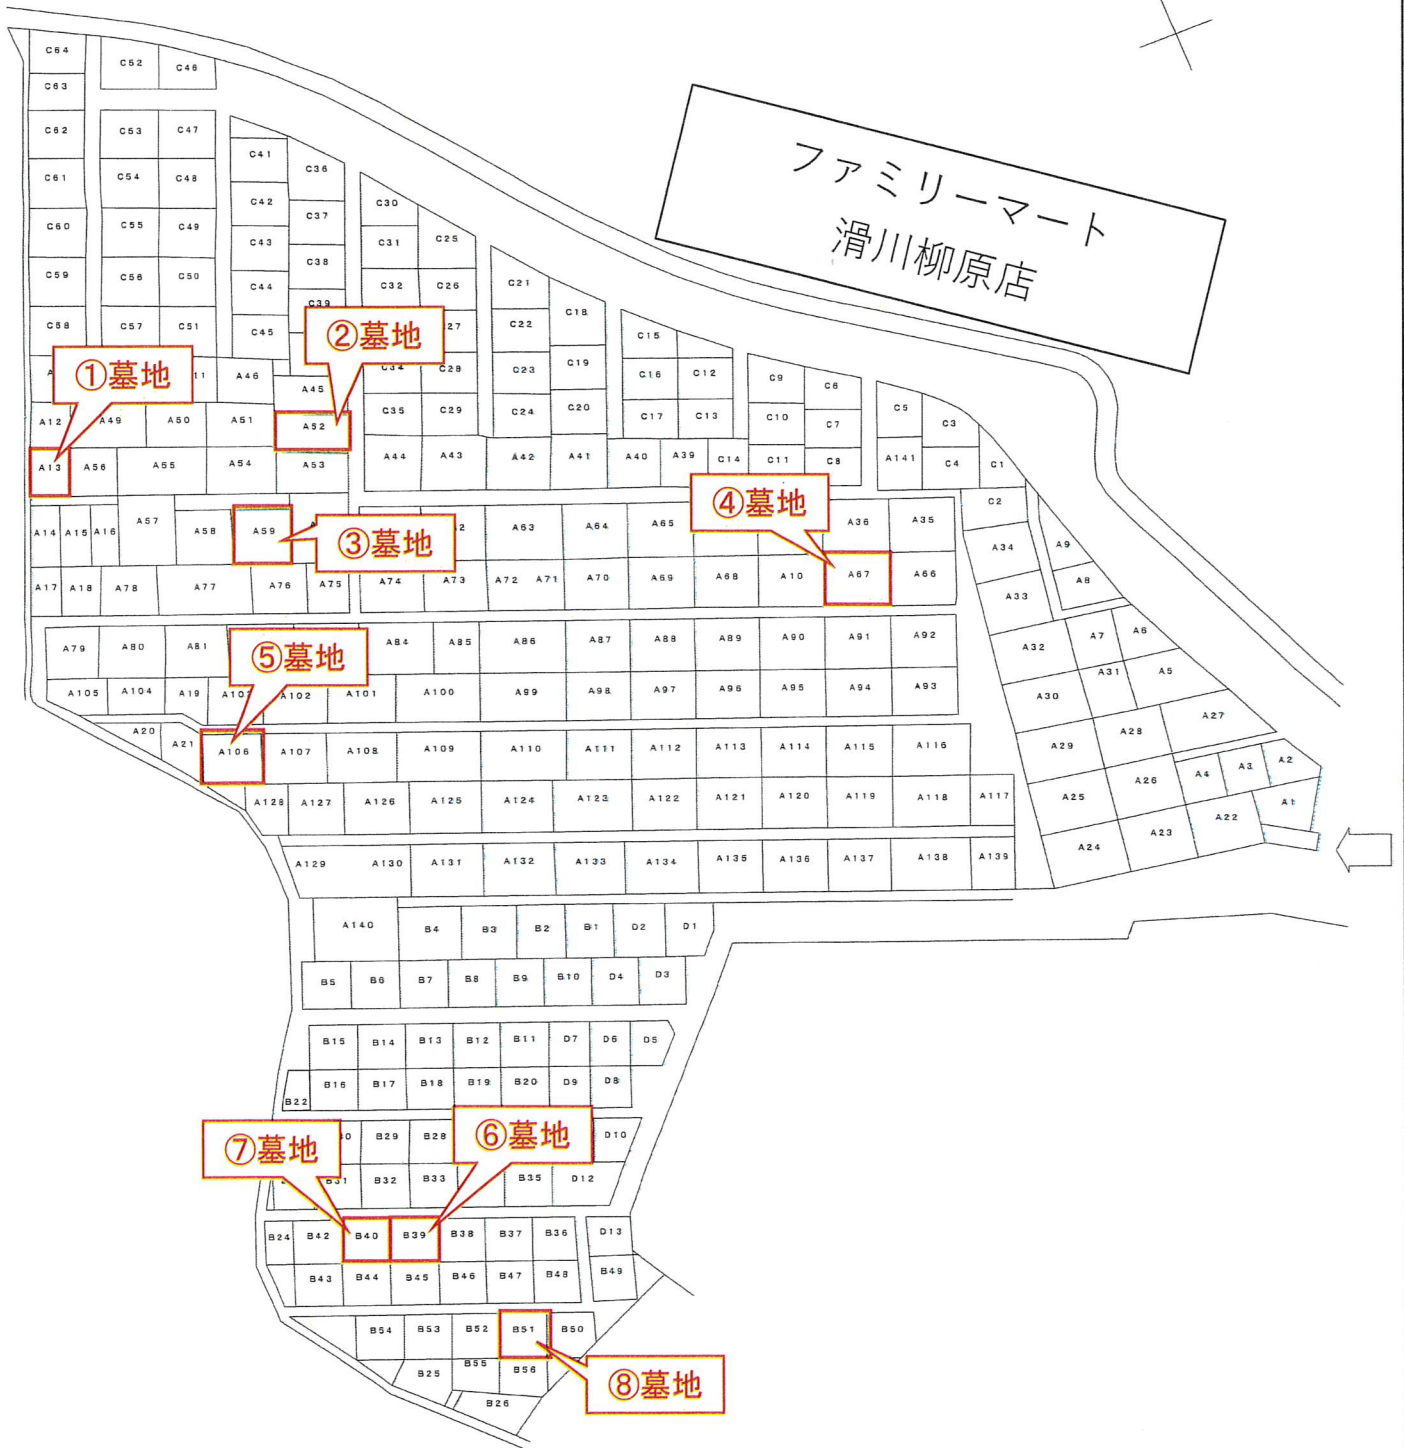 C64
C52
C46
C63
C62
C53
C47
C41
C36
C61
C54
C48
C42
C30
C37
C60
C55
C49
C43
C31
C25
C38
C59
C56
C50
C44
C32
C26
C21
C39
C18
C58
C57
C51
C45
C22
C15
ファミリーマート
滑川柳原店
②墓地
①墓地
A46
A45
C34
C28
C23
C19
C16
C12
C9
C6
A12
A49
A50
A51
A52
C35
C29
C24
C20
C17
C13
C10
C7
C5
C3
A13
A56
A55
A54
A53
A44
A43
A42
A41
A40
A39
C14
C11
C8
A141
C4
C1
④墓地
C2
A14
A15
A16
A57
A58
A59
③墓地
A63
A64
A65
A36
A35
A34
A9
A17
A18
A78
A77
A76
A75
A74
A73
A72
A71
A70
A69
A68
A10
A67
A66
A33
A8
A79
A80
A81
⑤墓地
A84
A85
A86
A87
A88
A89
A90
A91
A92
A32
A7
A6
A105
A104
A19
A102
A101
A100
A99
A98
A97
A96
A95
A94
A93
A30
A31
A5
A20
A21
A106
A107
A108
A109
A110
A111
A112
A113
A114
A115
A116
A29
A28
A27
A128
A127
A126
A125
A124
A123
A122
A121
A120
A119
A118
A117
A25
A26
A4
A3
A2
A1
A129
A130
A131
A132
A133
A134
A135
A136
A137
A138
A139
A24
A23
A22
A140
B4
B3
B2
B1
D2
D1
B5
B6
B7
B8
B9
B10
D4
D3
B15
B14
B13
B12
B11
D7
D6
D5
B22
B16
B17
B18
B19
B20
D9
D8
⑦墓地
B29
B28
⑥墓地
D10
B31
B32
B33
B35
D12
B24
B42
B40
B39
B38
B37
B36
D13
B43
B44
B45
B46
B47
B48
B49
B54
B53
B52
B51
B50
B25
B55
B56
⑧墓地
B26